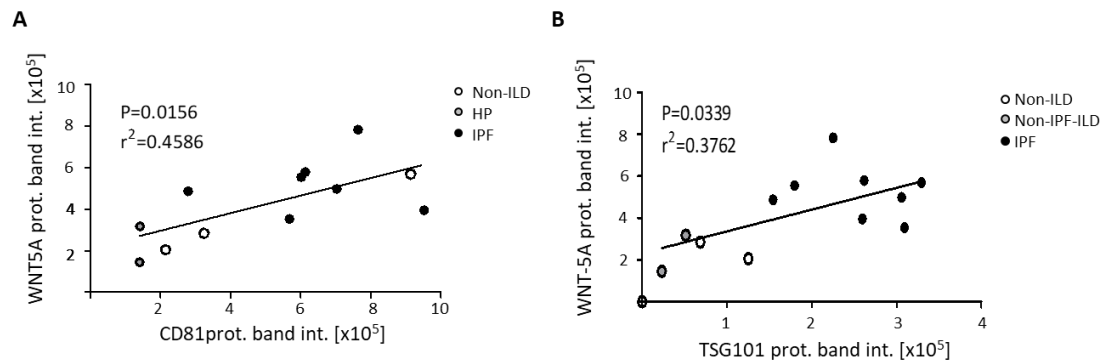 A
WNT5A prot. band int. [x10⁵]
10
8
6
4
2
P=0.0156
r²=0.4586
2
4
6
8
10
CD81prot. band int. [x10⁵]
Non-ILD
HP
IPF
B
WNT-5A prot. band int. [x10⁵]
10
8
6
4
2
0
P=0.0339
r²=0.3762
1
2
3
4
TSG101 prot. band int. [x10⁵]
Non-ILD
Non-IPF-ILD
IPF